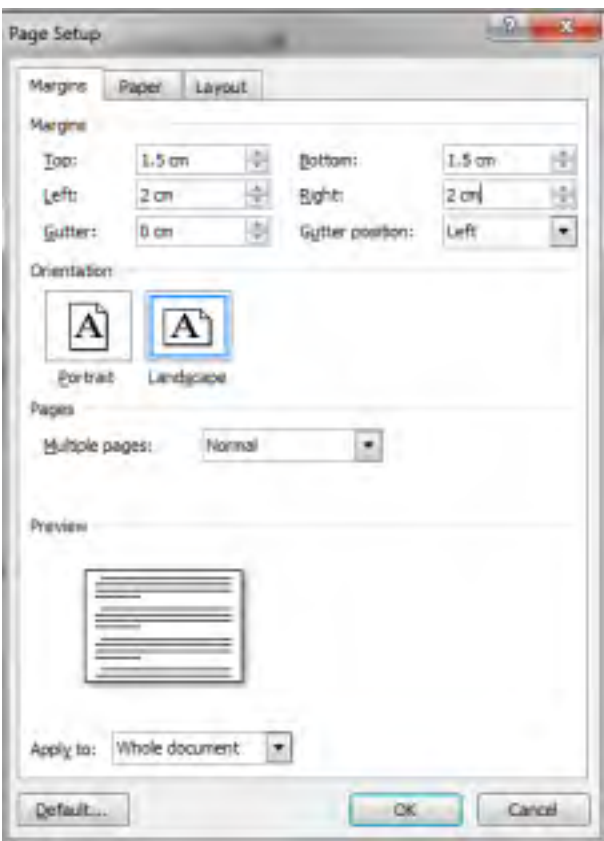 Page Setup
Margins Paper Layout
Margins
Top: 1.5 cm Bottom: 1.5 cm
Left: 2 cm Right: 2 cm
Gutter: 0 cm Gutter position: Left
Orientation
A A
Portrait Landscape
Pages
Multiple pages: Normal
Preview
Apply to: Whole document
Default... OK Cancel